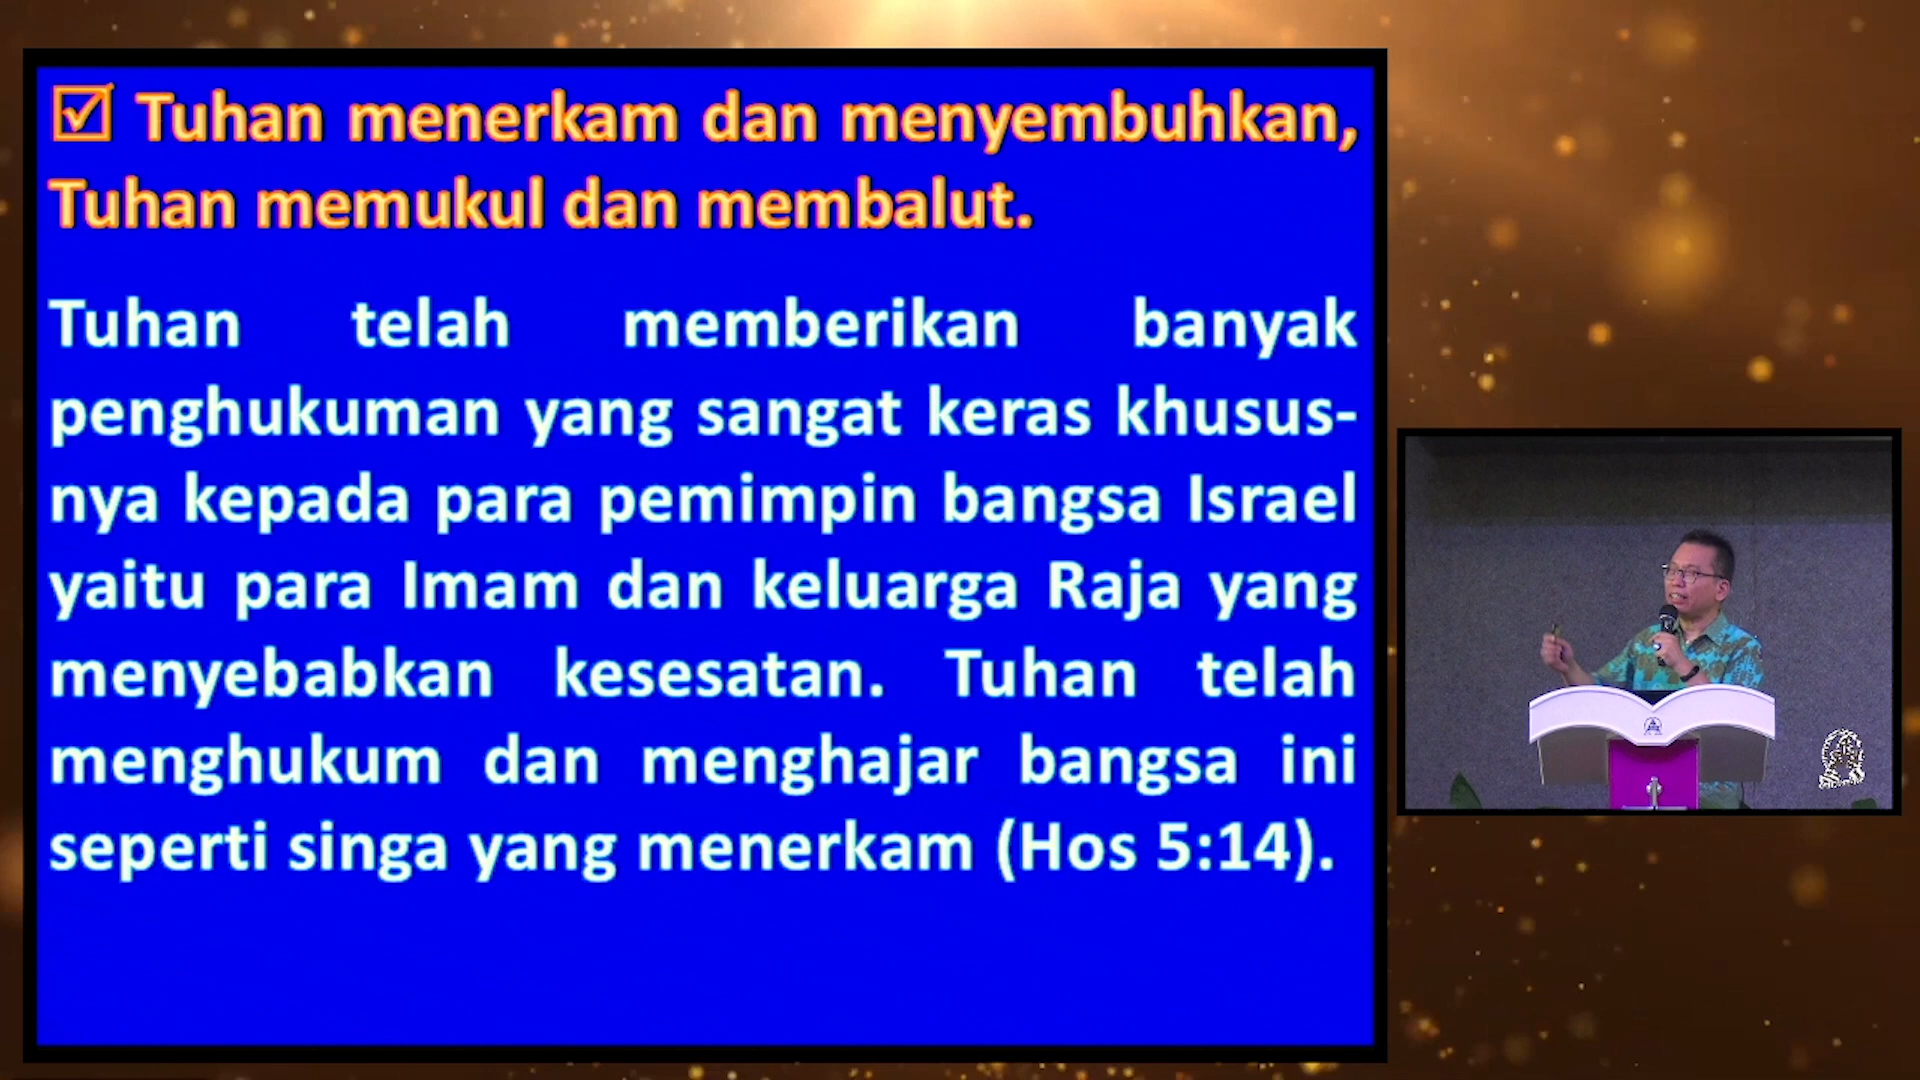 ☑ Tuhan menerkam dan menyembuhkan,
Tuhan memukul dan membalut.
Tuhan telah memberikan banyak
penghukuman yang sangat keras khusus-
nya kepada para pemimpin bangsa Israel
yaitu para Imam dan keluarga Raja yang
menyebabkan kesesatan. Tuhan telah
menghukum dan menghajar bangsa ini
seperti singa yang menerkam (Hos 5:14).